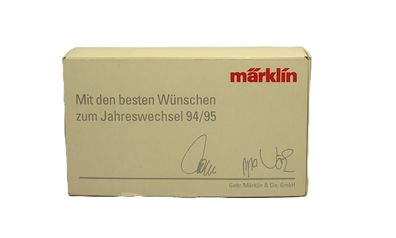 märklin
Mit den besten Wünschen
zum Jahreswechsel 94/95
Gebr. Märklin & Cie. GmbH